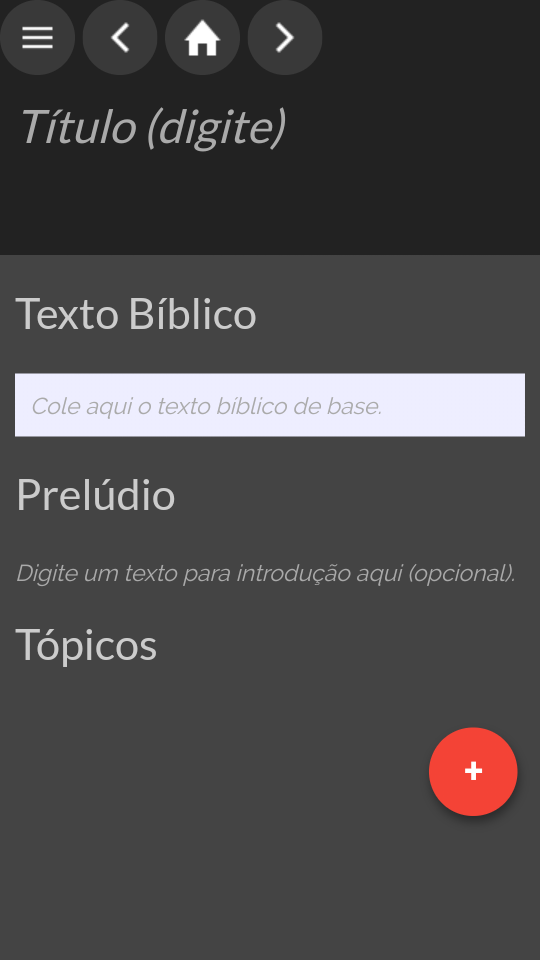 Título (digite)
Texto Bíblico
Cole aqui o texto bíblico de base.
Prelúdio
Digite um texto para introdução aqui (opcional).
Tópicos
+